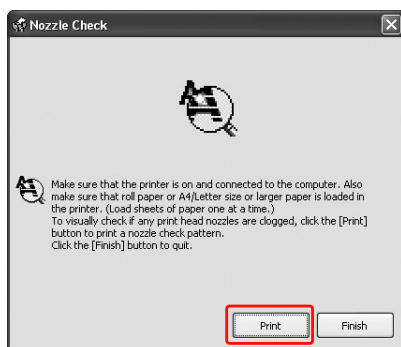 Nozzle Check
Make sure that the printer is on and connected to the computer. Also
make sure that roll paper or A4/Letter size or larger paper is loaded in
the printer. (Load sheets of paper one at a time.)
To visually check if any print head nozzles are clogged, click the [Print]
button to print a nozzle check pattern.
Click the [Finish] button to quit.
Print
Finish